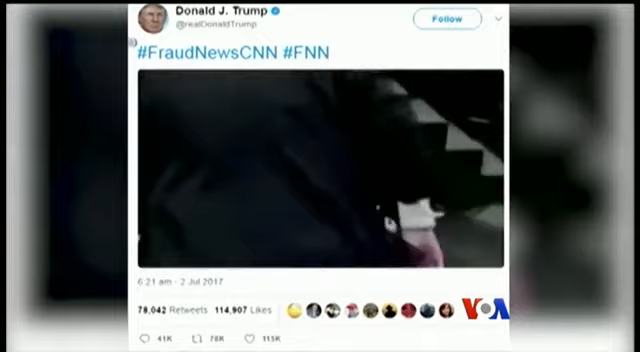 Donald J. Trump
@realDonaldTrump
Follow
#FraudNewsCNN #FNN
6:21 am - 2 Jul 2017
78,042 Retweets 114,907 Likes
VOA
41K 78K 115K